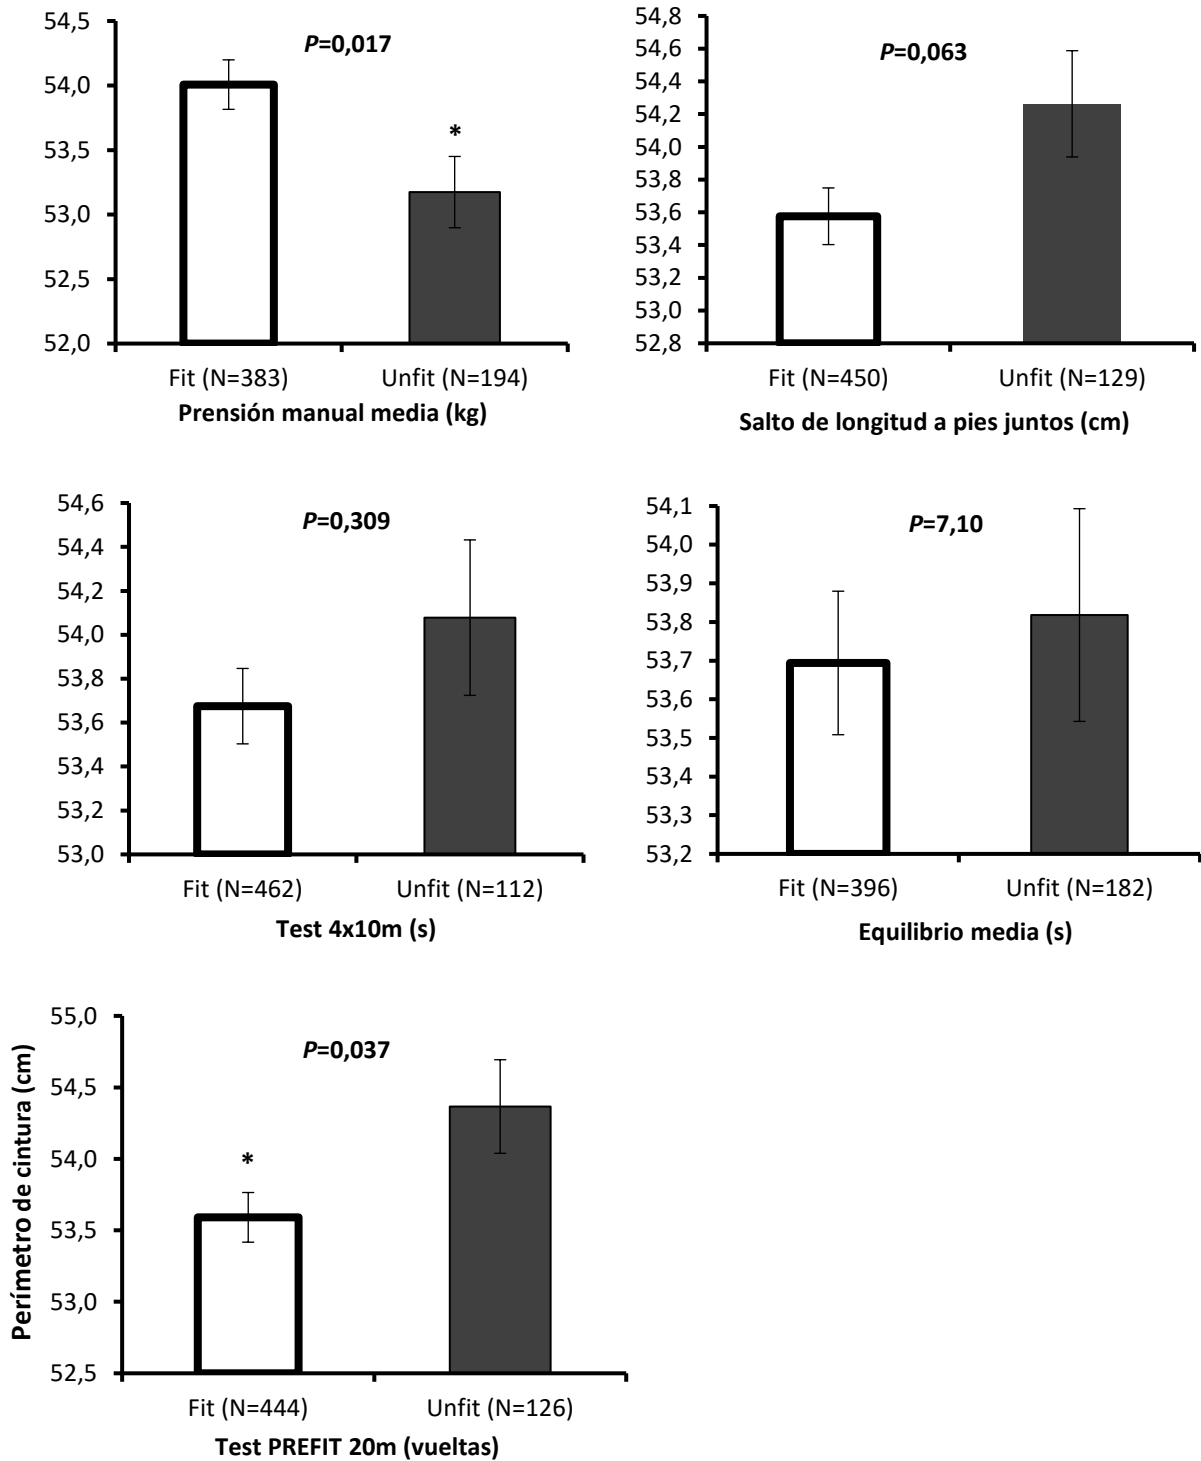 P=0,017
54,5
54,0
53,5
53,0
52,5
52,0
*
Fit (N=383) Unfit (N=194)
Prensión manual media (kg)
P=0,063
54,8
54,6
54,4
54,2
54,0
53,8
53,6
53,4
53,2
53,0
52,8
Fit (N=450) Unfit (N=129)
Salto de longitud a pies juntos (cm)
P=0,309
54,6
54,4
54,2
54,0
53,8
53,6
53,4
53,2
53,0
Fit (N=462) Unfit (N=112)
Test 4x10m (s)
P=7,10
54,1
54,0
53,9
53,8
53,7
53,6
53,5
53,4
53,3
53,2
Fit (N=396) Unfit (N=182)
Equilibrio media (s)
Perímetro de cintura (cm)
P=0,037
55,0
54,5
54,0
53,5
53,0
52,5
*
Fit (N=444) Unfit (N=126)
Test PREFIT 20m (vueltas)